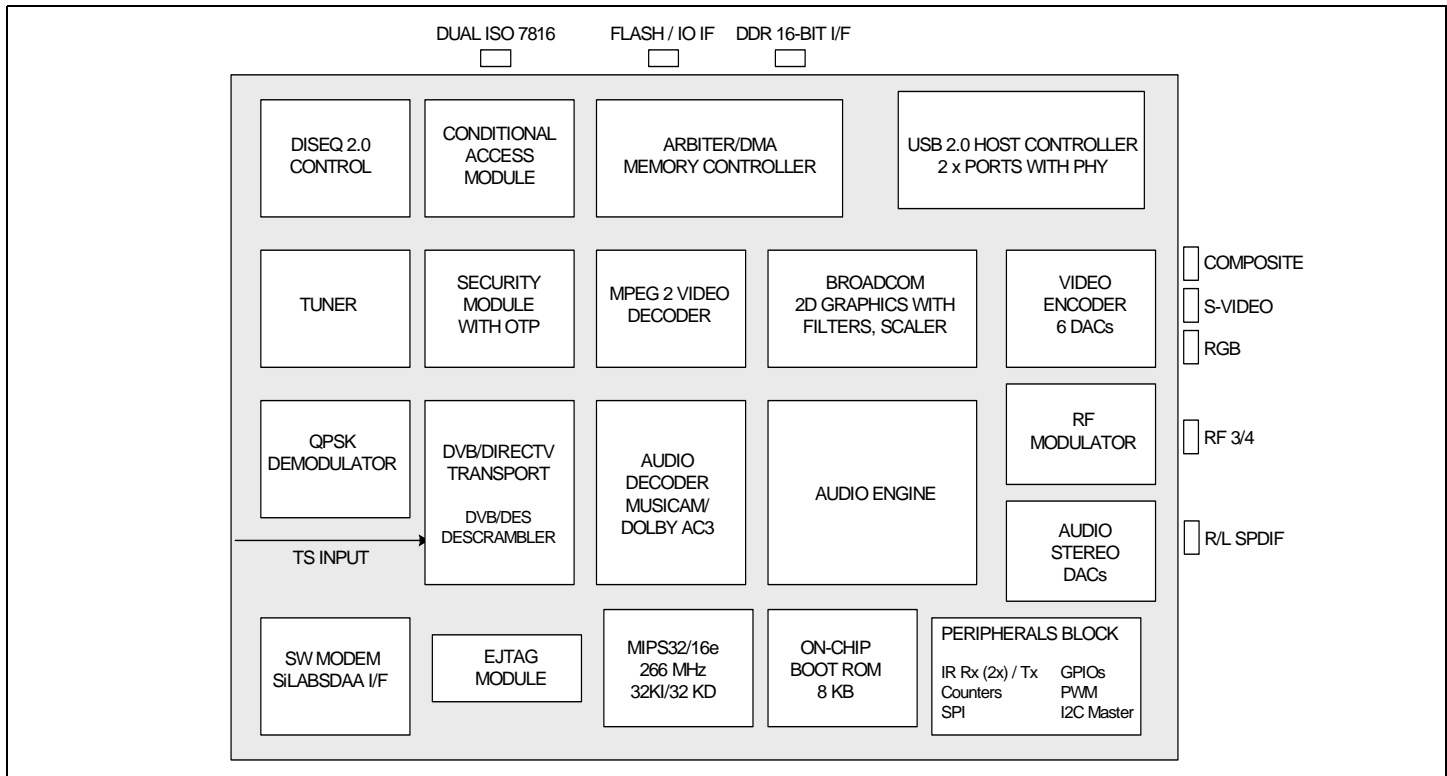 DUAL ISO 7816
FLASH / IO IF
DDR 16-BIT I/F
DISEQ 2.0
CONTROL
CONDITIONAL
ACCESS
MODULE
ARBITER/DMA
MEMORY CONTROLLER
USB 2.0 HOST CONTROLLER
2 x PORTS WITH PHY
TUNER
SECURITY
MODULE
WITH OTP
MPEG 2 VIDEO
DECODER
BROADCOM
2D GRAPHICS WITH
FILTERS, SCALER
VIDEO
ENCODER
6 DACs
COMPOSITE
S-VIDEO
RGB
QPSK
DEMODULATOR
DVB/DIRECTV
TRANSPORT
DVB/DES
DESCRAMBLER
AUDIO
DECODER
MUSICAM/
DOLBY AC3
AUDIO ENGINE
RF
MODULATOR
RF 3/4
TS INPUT
AUDIO
STEREO
DACs
R/L SPDIF
SW MODEM
SiLABSDAA I/F
EJTAG
MODULE
MIPS32/16e
266 MHz
32KI/32 KD
ON-CHIP
BOOT ROM
8 KB
PERIPHERALS BLOCK
IR Rx (2x) / Tx GPIOs
Counters PWM
SPI I2C Master